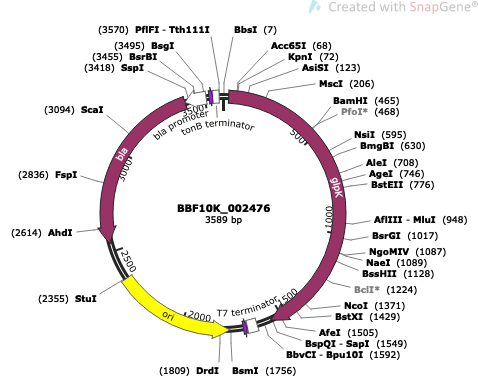 Created with SnapGene®
(3570) PflFI - Tth111I
BbsI (7)
(3495) BsgI
Acc65I (68)
(3455) BsrBI
KpnI (72)
(3418) SspI
AsiSI (123)
MscI (206)
(3094) ScaI
BamHI (465)
PfoI* (468)
bla promoter
tonB terminator
3500
500
NsiI (595)
BmgBI (630)
bla
3000
AleI (708)
(2836) FspI
AgeI (746)
glpK
BstEII (776)
BBF10K_002476
3589 bp
1000
AflIII - MluI (948)
(2614) AhdI
BsrGI (1017)
NgoMIV (1087)
NaeI (1089)
2500
BssHII (1128)
BclI* (1224)
(2355) StuI
1500
NcoI (1371)
T7 terminator
BstXI (1429)
ori
2000
AfeI (1505)
BspQI - SapI (1549)
BbvCI - Bpu10I (1592)
(1809) DrdI
BsmI (1756)